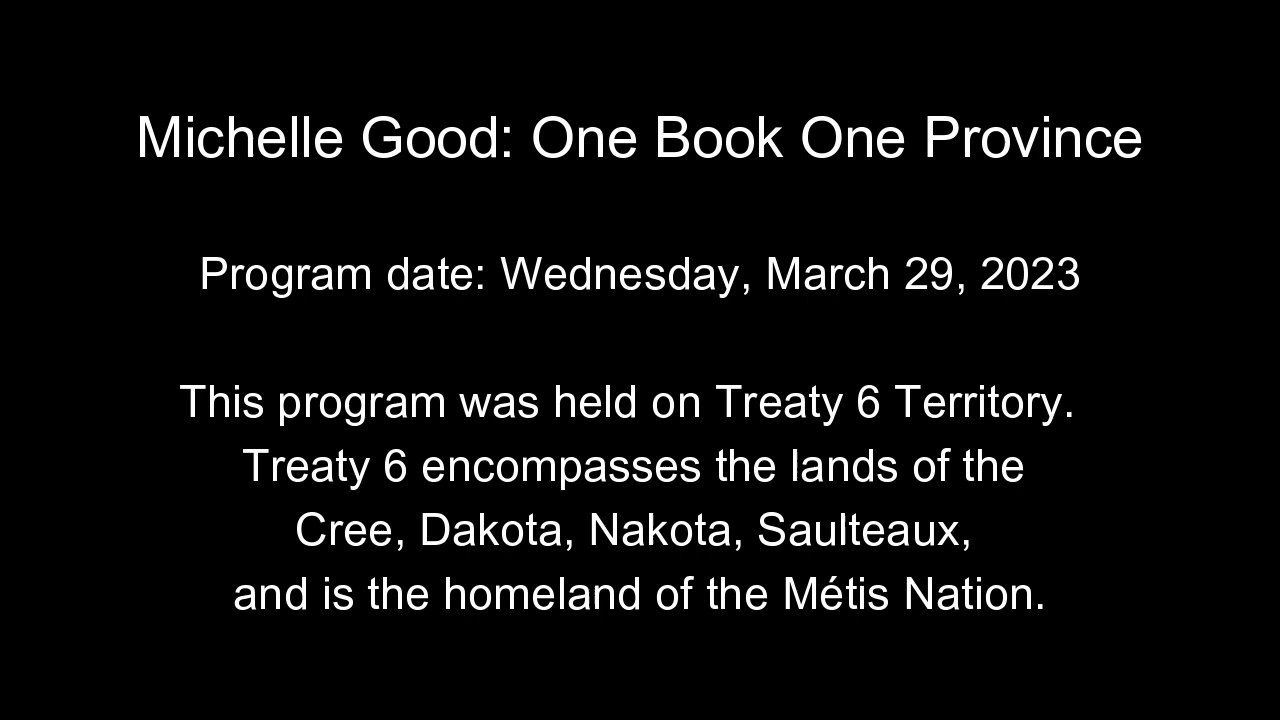 Michelle Good: One Book One Province
Program date: Wednesday, March 29, 2023
This program was held on Treaty 6 Territory.
Treaty 6 encompasses the lands of the
Cree, Dakota, Nakota, Saulteaux,
and is the homeland of the Métis Nation.